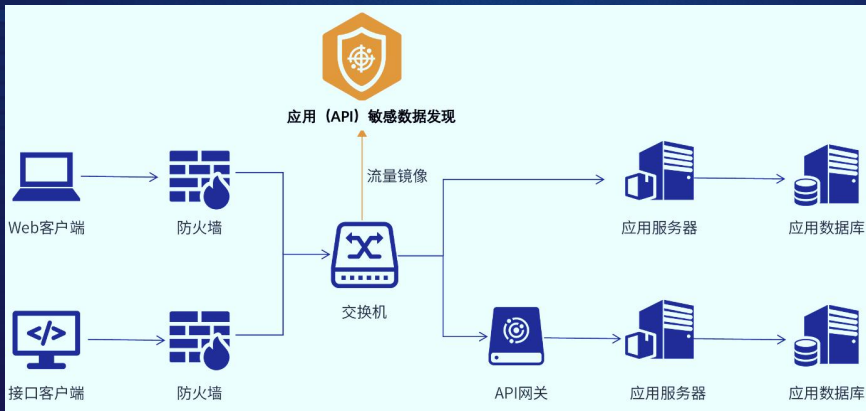 应用（API）敏感数据发现
流量镜像
Web客户端
防火墙
应用服务器
应用数据库
交换机
接口客户端
防火墙
API网关
应用服务器
应用数据库